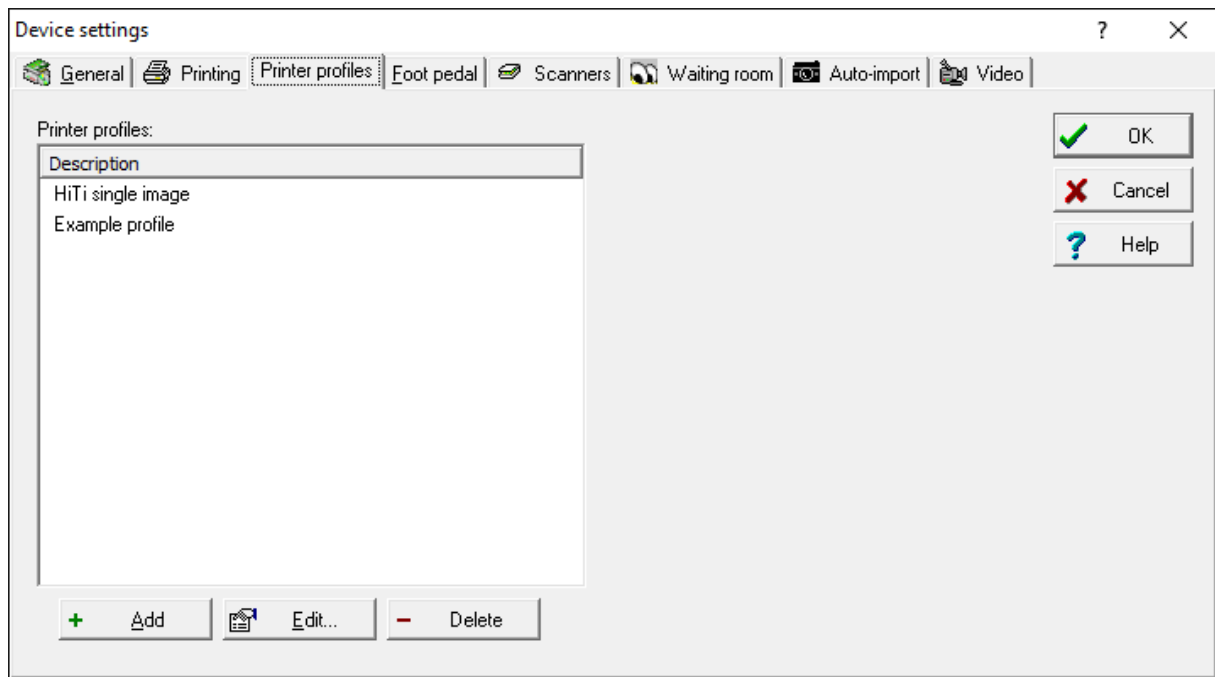 Device settings
General Printing Printer profiles Foot pedal Scanners Waiting room Auto-import Video
Printer profiles:
Description
HiTi single image
Example profile
OK
Cancel
Help
Add Edit... Delete